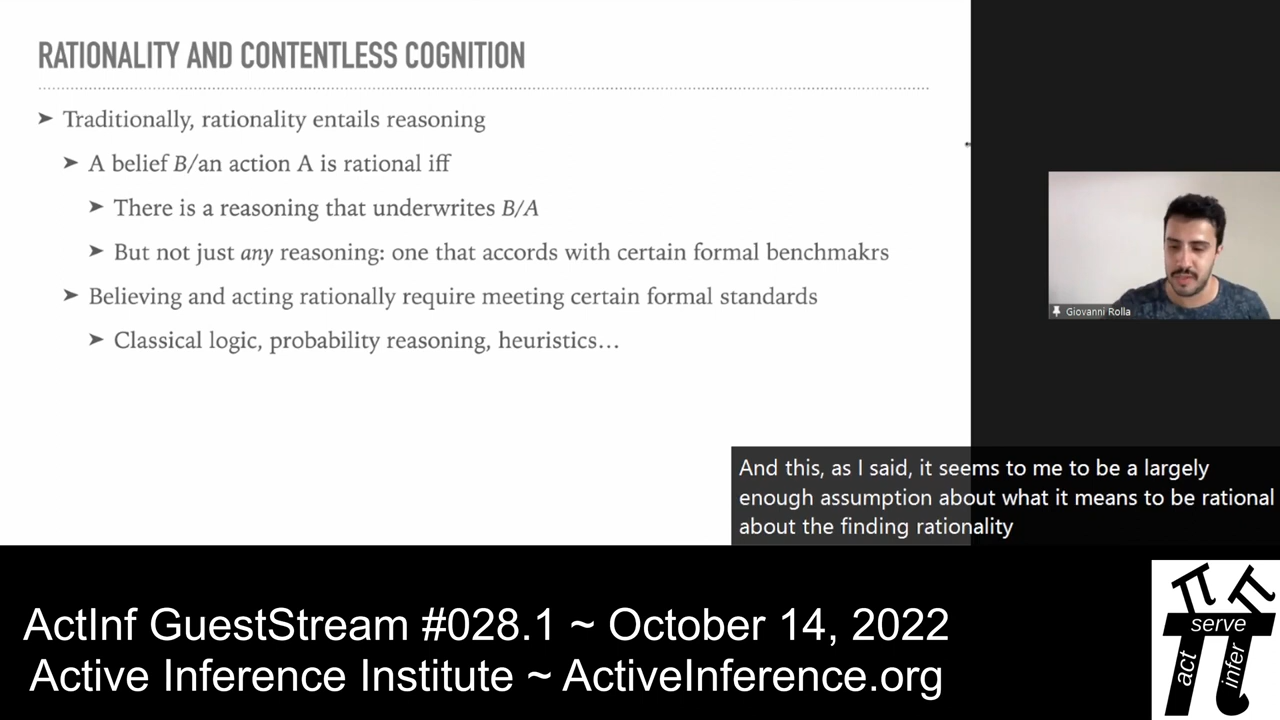 RATIONALITY AND CONTENTLESS COGNITION
➤ Traditionally, rationality entails reasoning
➤ A belief B/an action A is rational iff
➤ There is a reasoning that underwrites B/A
➤ But not just any reasoning: one that accords with certain formal benchmakrs
➤ Believing and acting rationally require meeting certain formal standards
➤ Classical logic, probability reasoning, heuristics…
Giovanni Rolla
And this, as I said, it seems to me to be a largely
enough assumption about what it means to be rational
about the finding rationality
ActInf GuestStream #028.1 ~ October 14, 2022
Active Inference Institute ~ ActiveInference.org
serve
act
infer